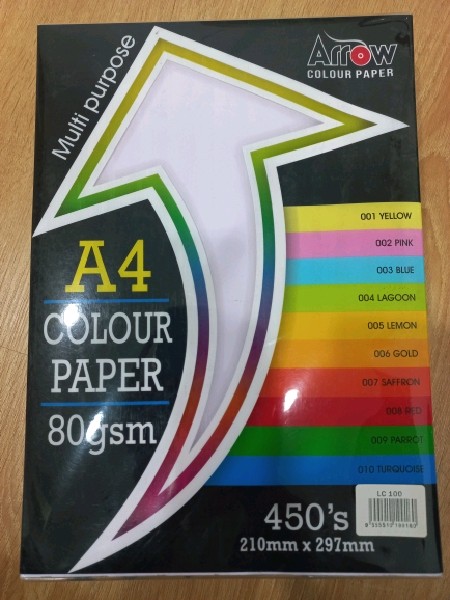 Arrow
COLOUR PAPER
Multi purpose
001 YELLOW
002 PINK
003 BLUE
004 LAGOON
005 LEMON
006 GOLD
007 SAFFRON
008 RED
009 PARROT
010 TURQUOISE
A4
COLOUR
PAPER
80gsm
LC 100
450's
210mm x 297mm